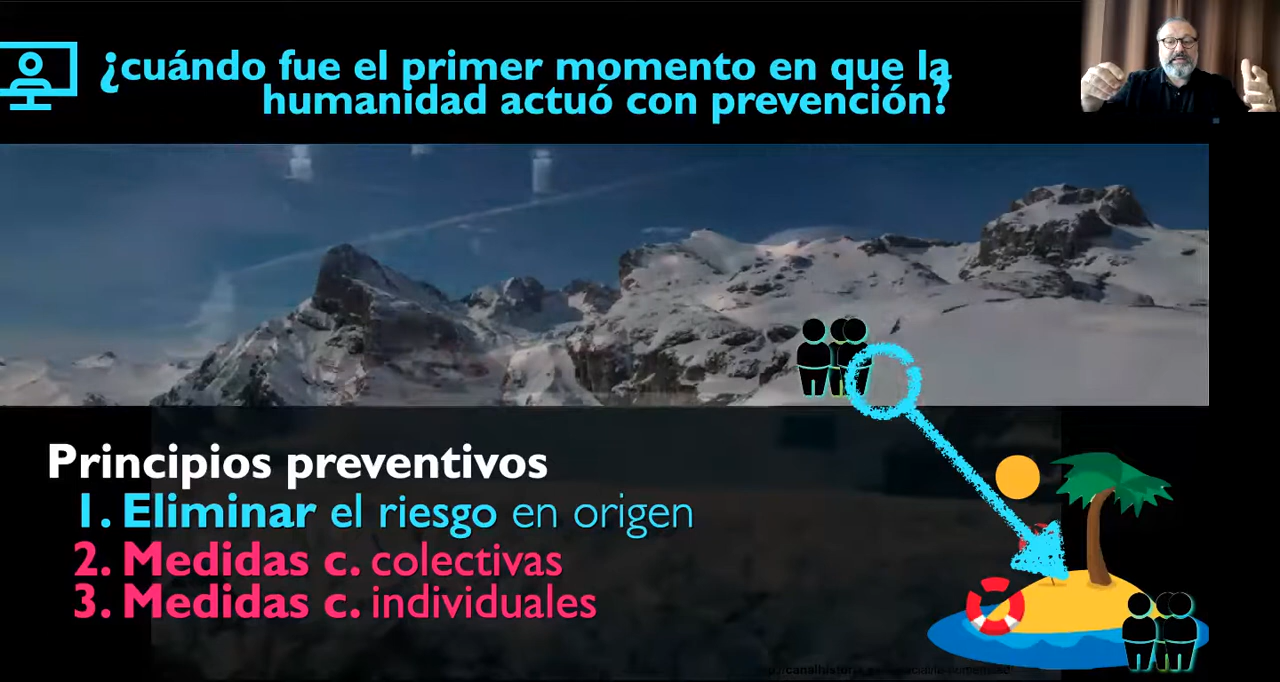 ¿cuándo fue el primer momento en que la
humanidad actuó con prevención?
Principios preventivos
1. Eliminar el riesgo en origen
2. Medidas c. colectivas
3. Medidas c. individuales